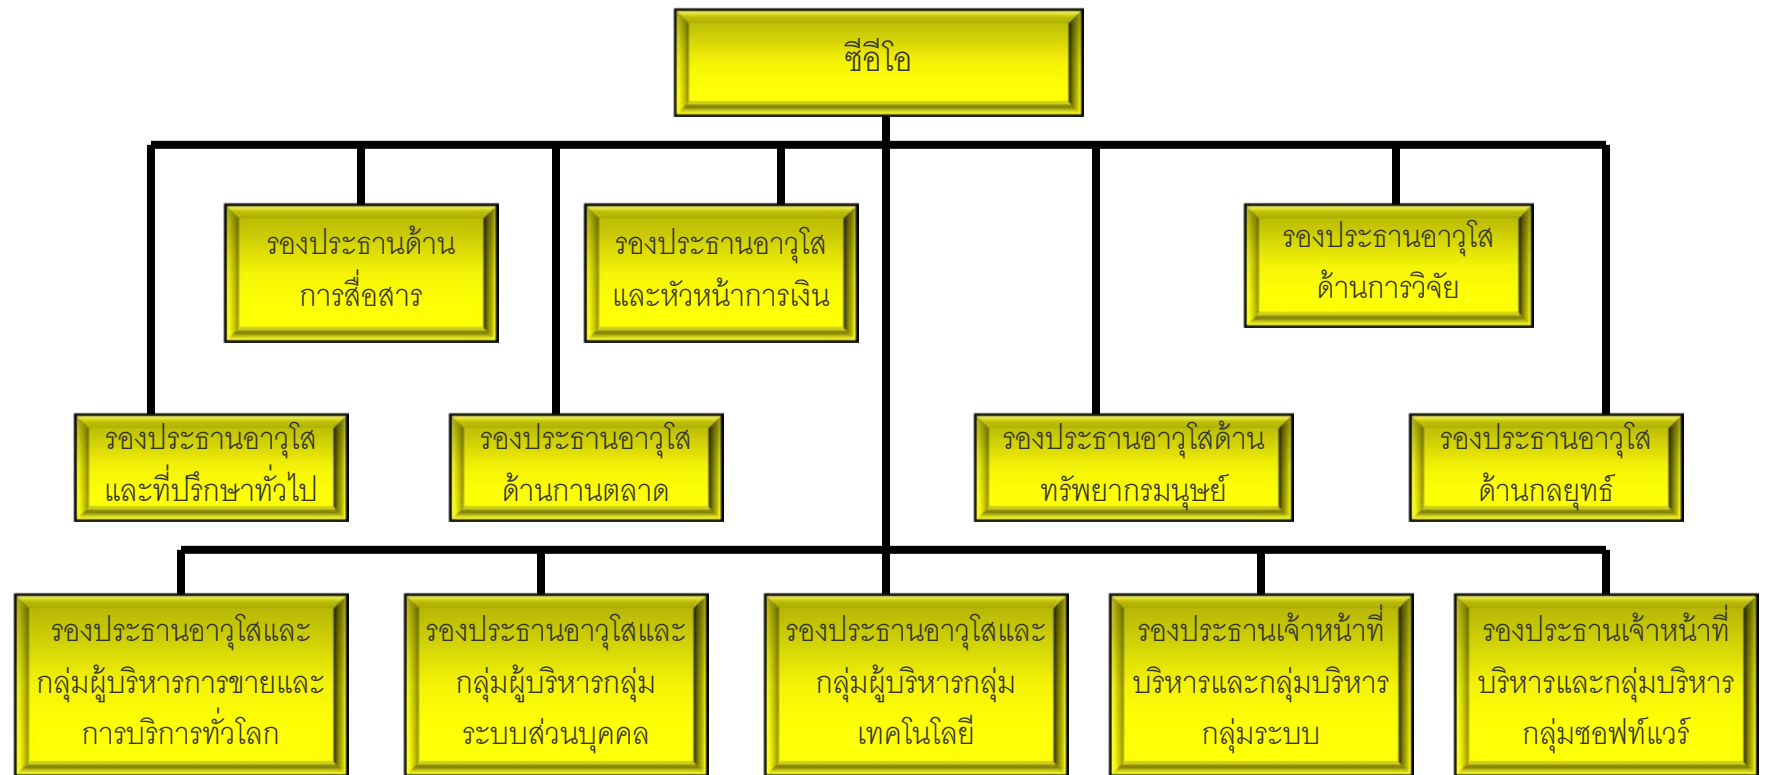 ซีอีโอ
รองประธานด้าน
การสื่อสาร
รองประธานอาวุโส
และหัวหน้าการเงิน
รองประธานอาวุโส
ด้านการวิจัย
รองประธานอาวุโส
และที่ปรึกษาทั่วไป
รองประธานอาวุโส
ด้านกานตลาด
รองประธานอาวุโสด้าน
ทรัพยากรมนุษย์
รองประธานอาวุโส
ด้านกลยุทธ์
รองประธานอาวุโสและ
กลุ่มผู้บริหารการขายและ
การบริการทั่วโลก
รองประธานอาวุโสและ
กลุ่มผู้บริหารกลุ่ม
ระบบส่วนบุคคล
รองประธานอาวุโสและ
กลุ่มผู้บริหารกลุ่ม
เทคโนโลยี
รองประธานเจ้าหน้าที่
บริหารและกลุ่มบริหาร
กลุ่มระบบ
รองประธานเจ้าหน้าที่
บริหารและกลุ่มบริหาร
กลุ่มซอฟท์แวร์